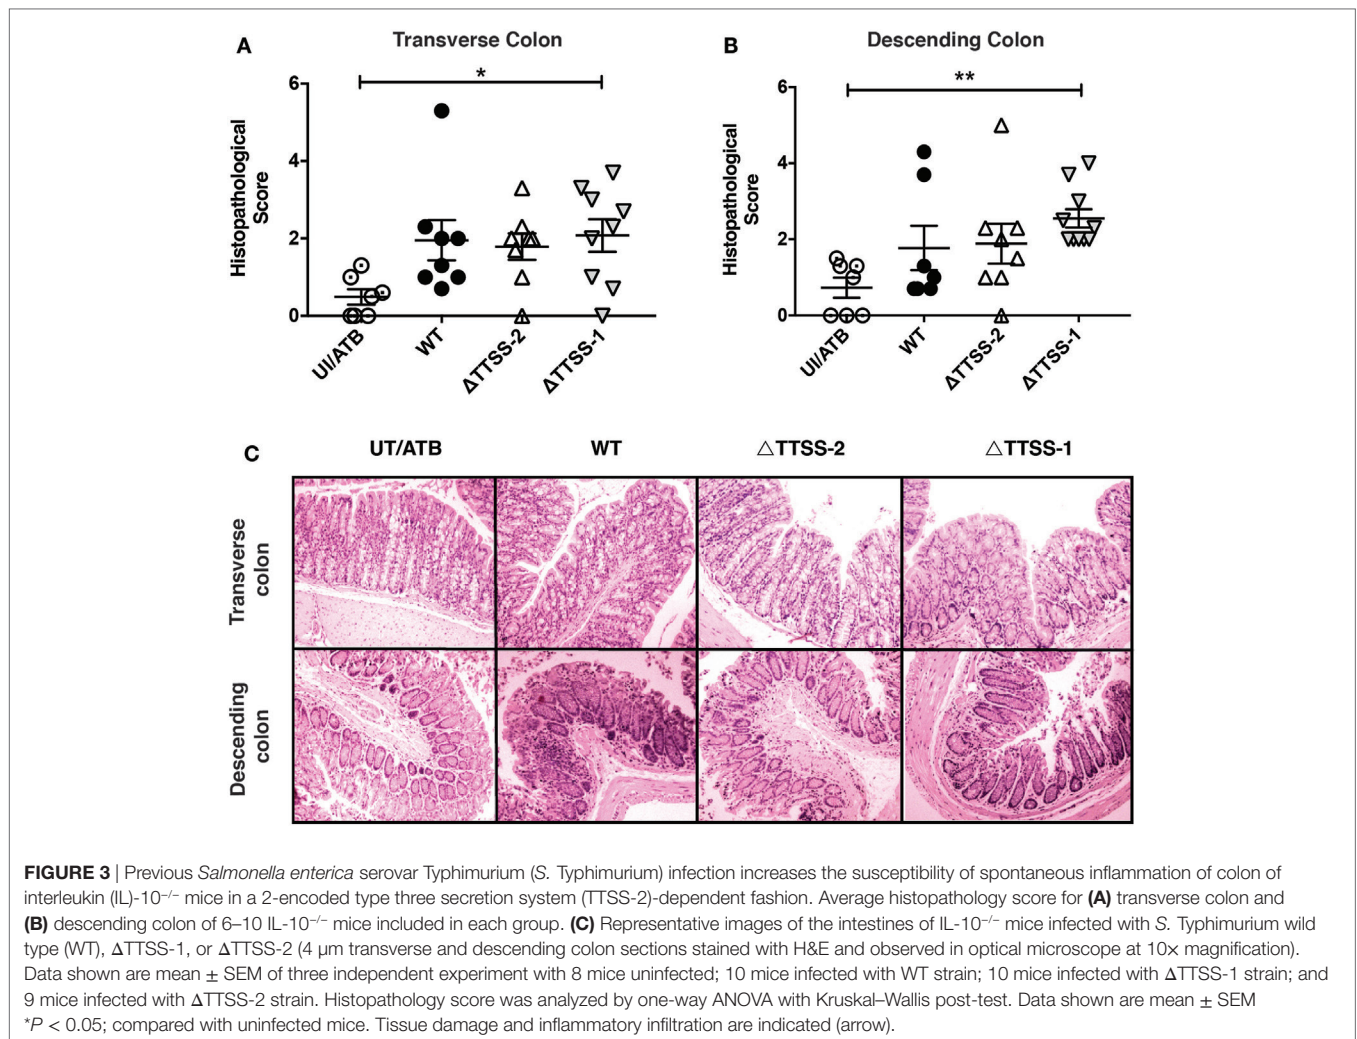 A
Transverse Colon
*
Histopathological
Score
6
4
2
0
UI/ATB
WT
ΔTTSS-2
ΔTTSS-1
B
Descending Colon
**
Histopathological
Score
6
4
2
0
UI/ATB
WT
ΔTTSS-2
ΔTTSS-1
C
UT/ATB
WT
△TTSS-2
△TTSS-1
Transverse
colon
Descending
colon
FIGURE 3 | Previous Salmonella enterica serovar Typhimurium (S. Typhimurium) infection increases the susceptibility of spontaneous inflammation of colon of
interleukin (IL)-10⁻/⁻ mice in a 2-encoded type three secretion system (TTSS-2)-dependent fashion. Average histopathology score for (A) transverse colon and
(B) descending colon of 6–10 IL-10⁻/⁻ mice included in each group. (C) Representative images of the intestines of IL-10⁻/⁻ mice infected with S. Typhimurium wild
type (WT), ΔTTSS-1, or ΔTTSS-2 (4 μm transverse and descending colon sections stained with H&E and observed in optical microscope at 10× magnification).
Data shown are mean ± SEM of three independent experiment with 8 mice uninfected; 10 mice infected with WT strain; 10 mice infected with ΔTTSS-1 strain; and
9 mice infected with ΔTTSS-2 strain. Histopathology score was analyzed by one-way ANOVA with Kruskal–Wallis post-test. Data shown are mean ± SEM
*P < 0.05; compared with uninfected mice. Tissue damage and inflammatory infiltration are indicated (arrow).